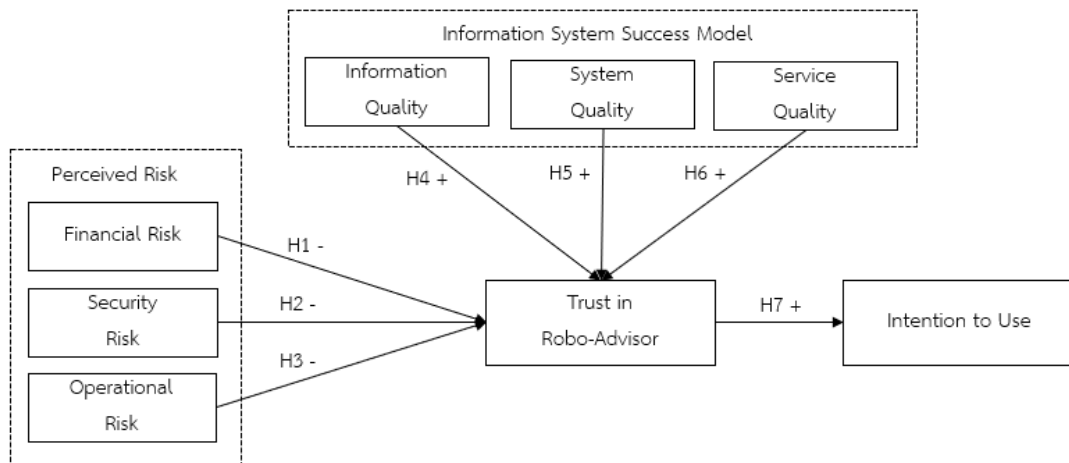 Information System Success Model
Information
Quality
System
Quality
Service
Quality
H4 +
H5 +
H6 +
Perceived Risk
Financial Risk
Security
Risk
Operational
Risk
H1 -
H2 -
H3 -
Trust in
Robo-Advisor
H7 +
Intention to Use